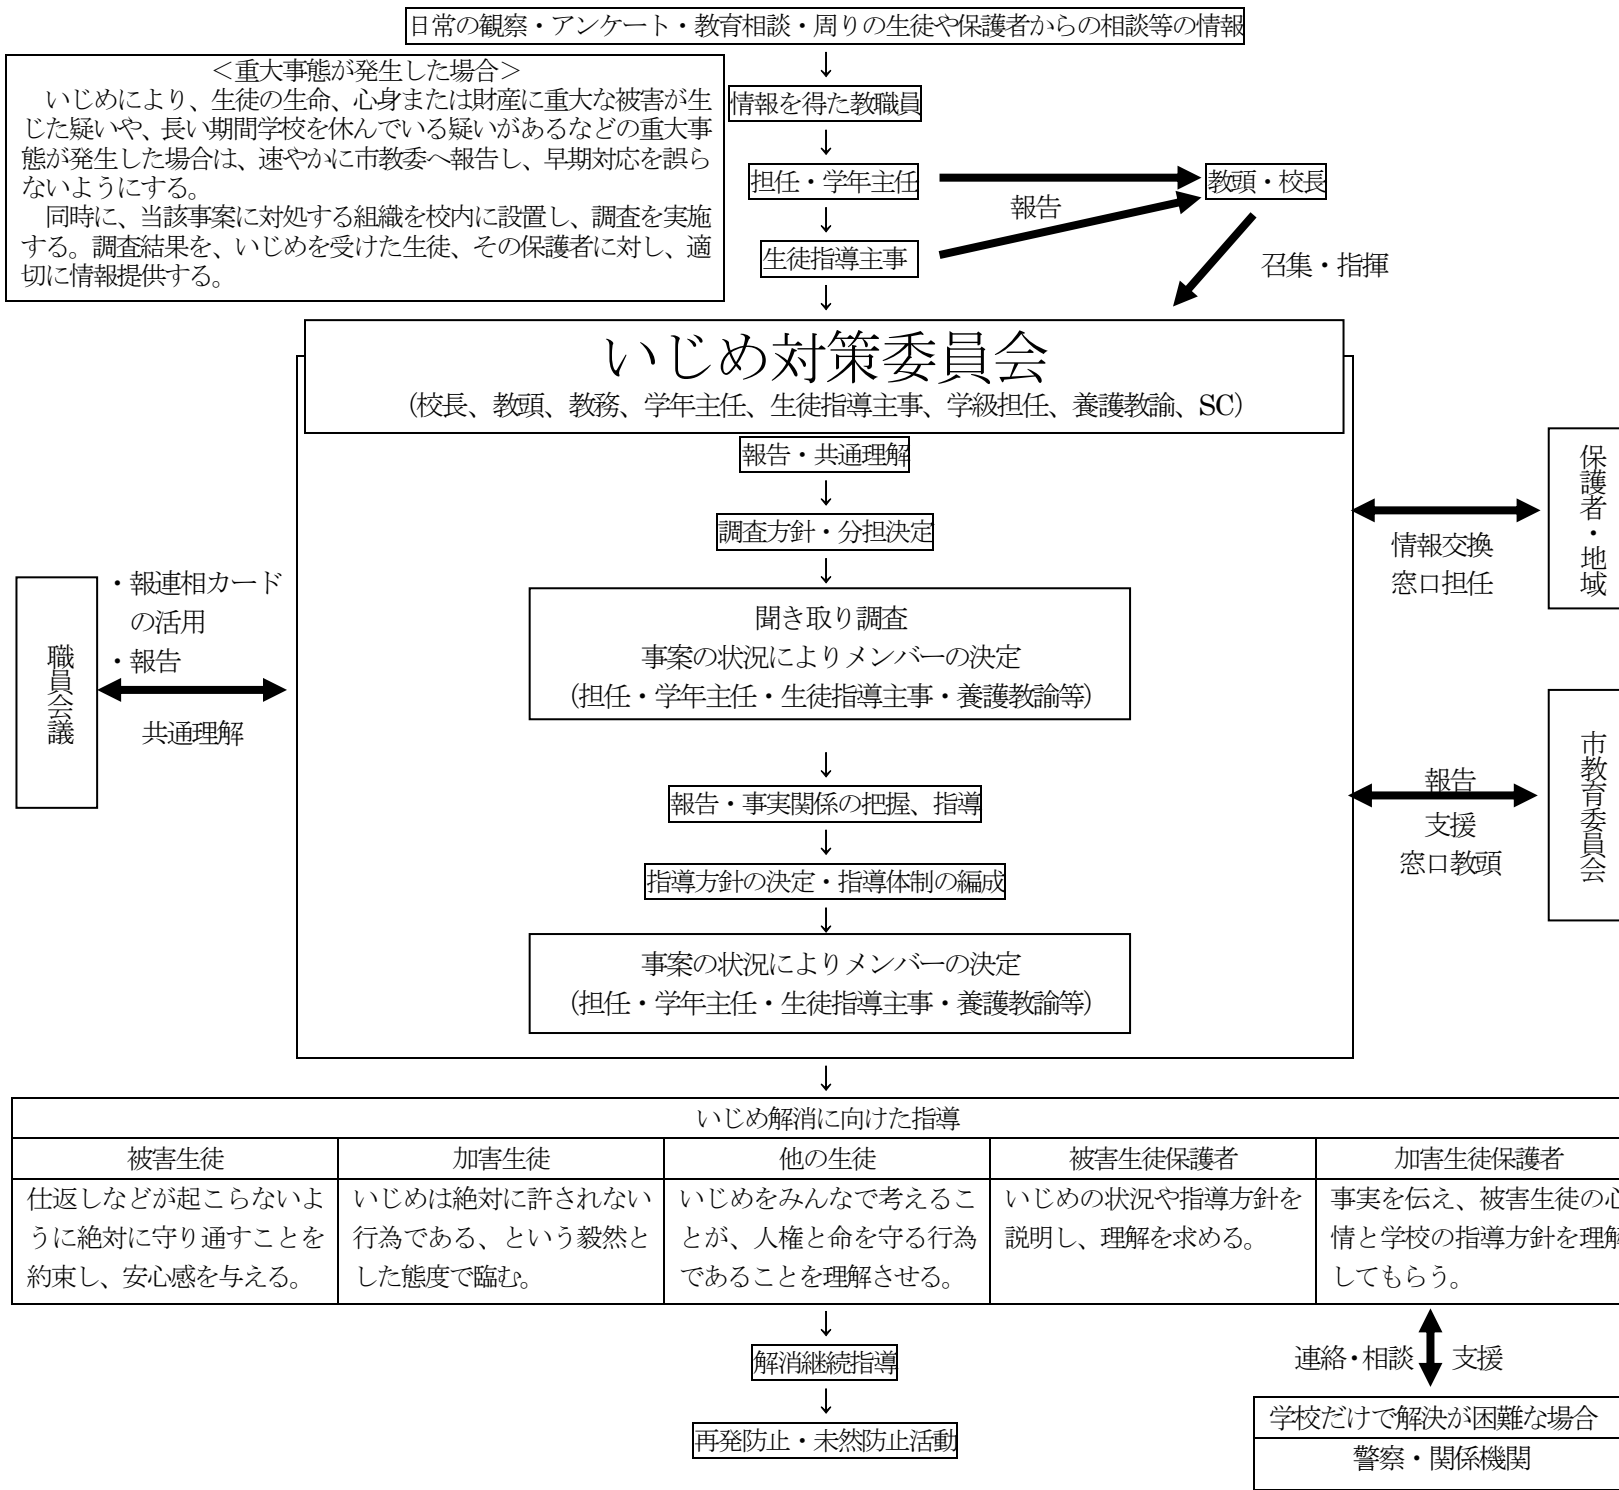 日常の観察・アンケート・教育相談・周りの生徒や保護者からの相談等の情報
↓
＜重大事態が発生した場合＞
いじめにより、生徒の生命、心身または財産に重大な被害が生
じた疑いや、長い期間学校を休んでいる疑いがあるなどの重大事
態が発生した場合は、速やかに市教委へ報告し、早期対応を誤ら
ないようにする。
同時に、当該事案に対処する組織を校内に設置し、調査を実施
する。調査結果を、いじめを受けた生徒、その保護者に対し、適
切に情報提供する。
情報を得た教職員
↓
担任・学年主任
教頭・校長
報告
↓
生徒指導主事
召集・指揮
↓
いじめ対策委員会
（校長、教頭、教務、学年主任、生徒指導主事、学級担任、養護教諭、SC）
報告・共通理解
↓
調査方針・分担決定
↓
聞き取り調査
事案の状況によりメンバーの決定
（担任・学年主任・生徒指導主事・養護教諭等）
↓
報告・事実関係の把握、指導
↓
指導方針の決定・指導体制の編成
↓
事案の状況によりメンバーの決定
（担任・学年主任・生徒指導主事・養護教諭等）
職員会議
・報連相カード
の活用
・報告
共通理解
保護者・地域
情報交換
窓口担任
市教育委員会
報告
支援
窓口教頭
↓
いじめ解消に向けた指導
被害生徒
仕返しなどが起こらないよ
うに絶対に守り通すことを
約束し、安心感を与える。
加害生徒
いじめは絶対に許されない
行為である、という毅然と
した態度で臨む。
他の生徒
いじめをみんなで考えるこ
とが、人権と命を守る行為
であることを理解させる。
被害生徒保護者
いじめの状況や指導方針を
説明し、理解を求める。
加害生徒保護者
事実を伝え、被害生徒の心
情と学校の指導方針を理解
してもらう。
↓
解消継続指導
↓
再発防止・未然防止活動
連絡・相談
支援
学校だけで解決が困難な場合
警察・関係機関